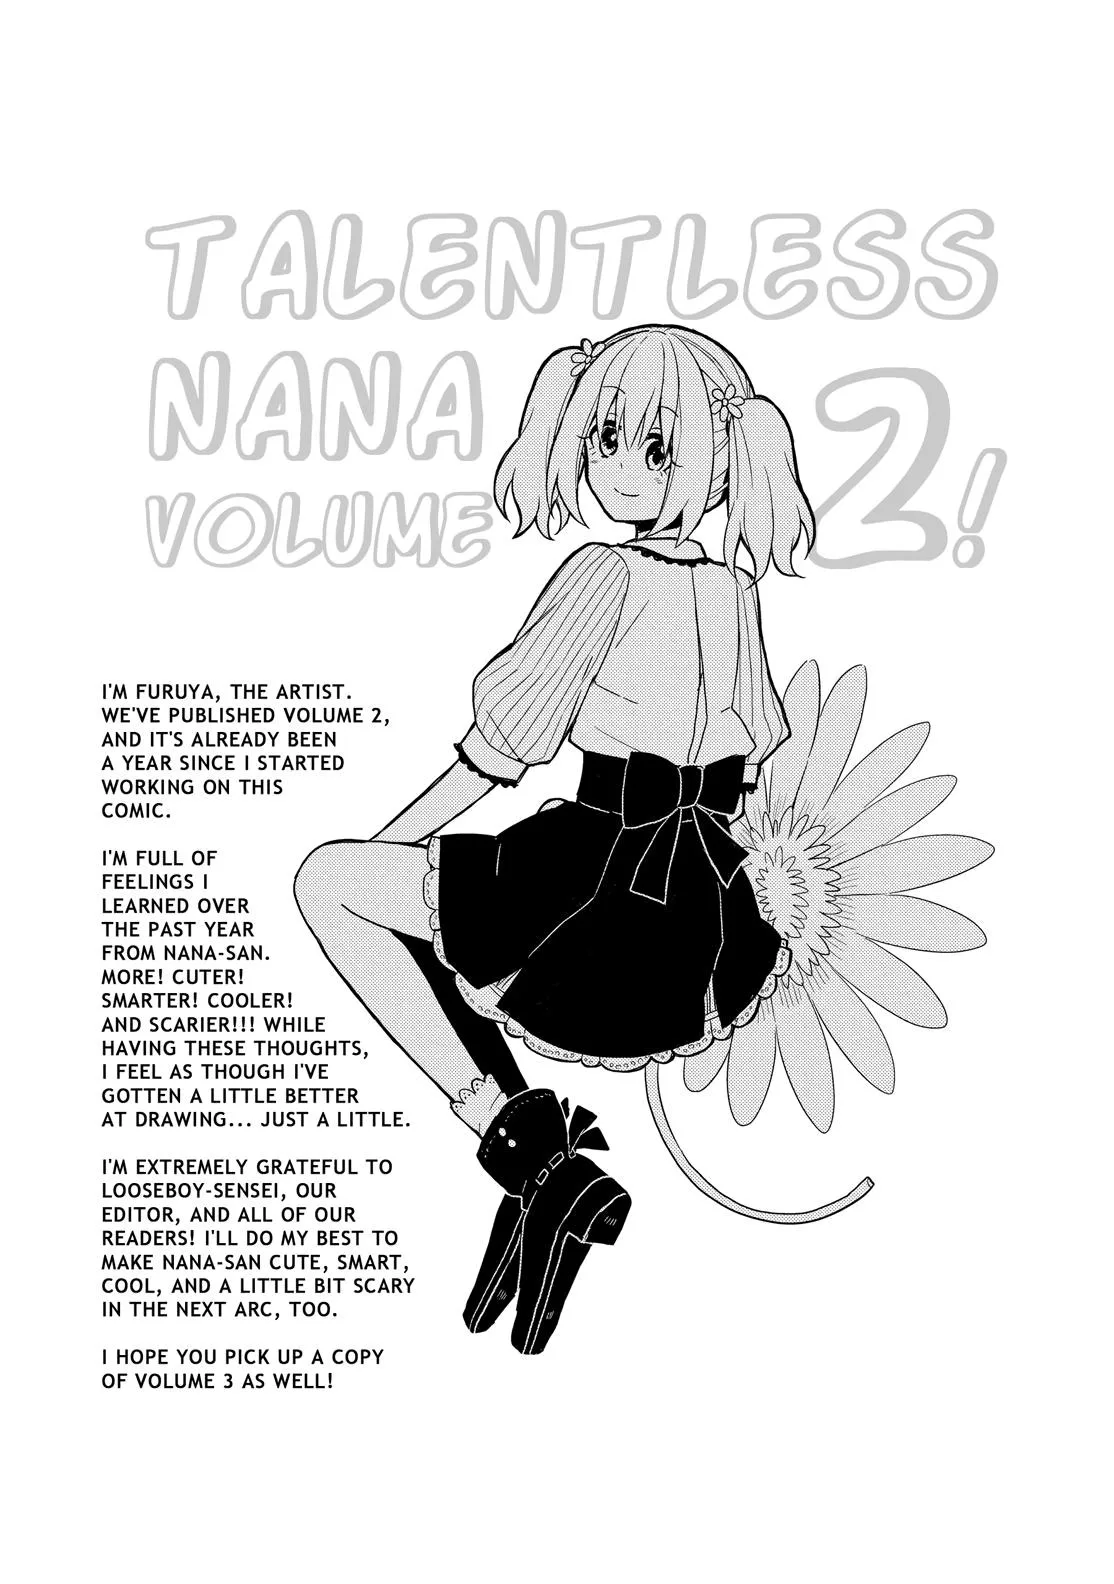 TALENTLESS
NANA
VOLUME 2!
I'M FURUYA, THE ARTIST.
WE'VE PUBLISHED VOLUME 2,
AND IT'S ALREADY BEEN
A YEAR SINCE I STARTED
WORKING ON THIS
COMIC.
I'M FULL OF
FEELINGS I
LEARNED OVER
THE PAST YEAR
FROM NANA-SAN.
MORE! CUTER!
SMARTER! COOLER!
AND SCARIER!!! WHILE
HAVING THESE THOUGHTS,
I FEEL AS THOUGH I'VE
GOTTEN A LITTLE BETTER
AT DRAWING... JUST A LITTLE.
I'M EXTREMELY GRATEFUL TO
LOOSEBOY-SENSEI, OUR
EDITOR, AND ALL OF OUR
READERS! I'LL DO MY BEST TO
MAKE NANA-SAN CUTE, SMART,
COOL, AND A LITTLE BIT SCARY
IN THE NEXT ARC, TOO.
I HOPE YOU PICK UP A COPY
OF VOLUME 3 AS WELL!